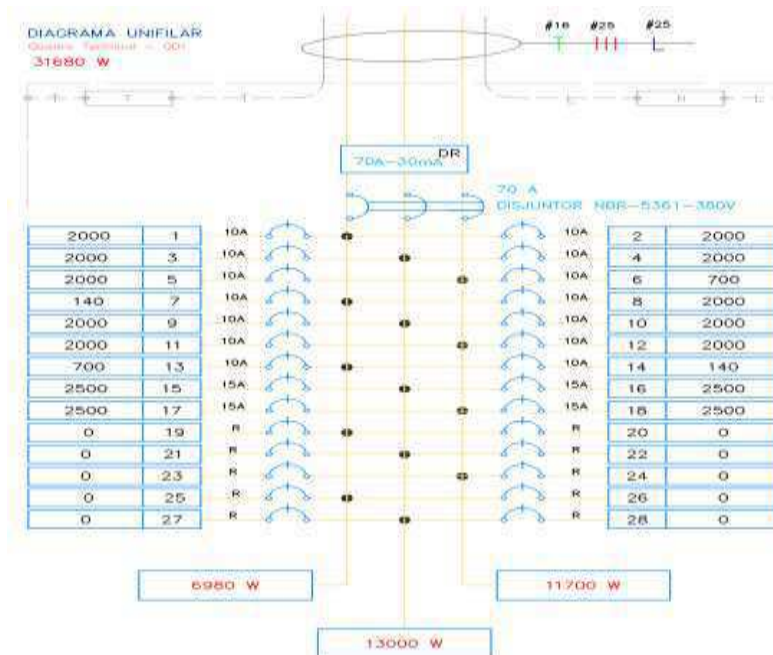 DIAGRAMA UNIFILAR
31680 W
#16 #25 #25
T N
DR
70A-30mA
70 A
DISJUNTOR NBR-5361-380V
2000 1 10A 10A 2 2000
2000 3 10A 10A 4 2000
2000 5 10A 10A 6 700
140 7 10A 10A 8 2000
2000 9 10A 10A 10 2000
2000 11 10A 10A 12 2000
700 13 10A 10A 14 140
2500 15 15A 15A 16 2500
2500 17 15A 15A 18 2500
0 19 R R 20 0
0 21 R R 22 0
0 23 R R 24 0
0 25 R R 26 0
0 27 R R 28 0
6980 W 11700 W
13000 W